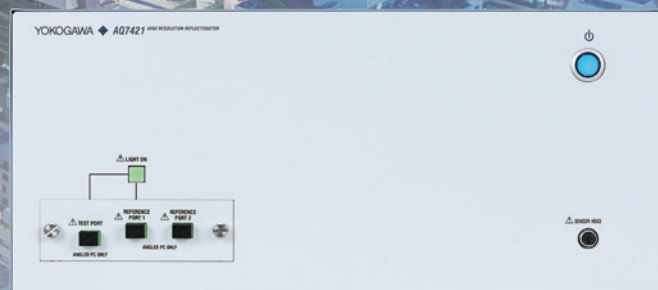 YOKOGAWA AQ7421 HIGH RESOLUTION REFLECTOMETER
LIGHT ON
TEST PORT
REFERENCE PORT 1
REFERENCE PORT 2
ANGLED PC ONLY
ANGLED PC ONLY
SENSOR HEAD